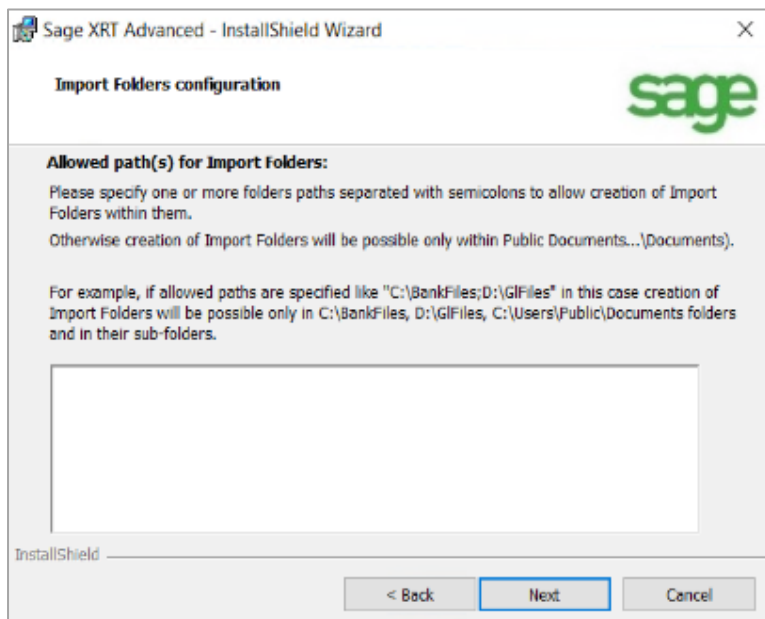 Sage XRT Advanced - InstallShield Wizard
Import Folders configuration
sage
Allowed path(s) for Import Folders:
Please specify one or more folders paths separated with semicolons to allow creation of Import
Folders within them.
Otherwise creation of Import Folders will be possible only within Public Documents...\Documents).
For example, if allowed paths are specified like "C:\BankFiles;D:\GlFiles" in this case creation of
Import Folders will be possible only in C:\BankFiles, D:\GlFiles, C:\Users\Public\Documents folders
and in their sub-folders.
InstallShield
< Back Next Cancel